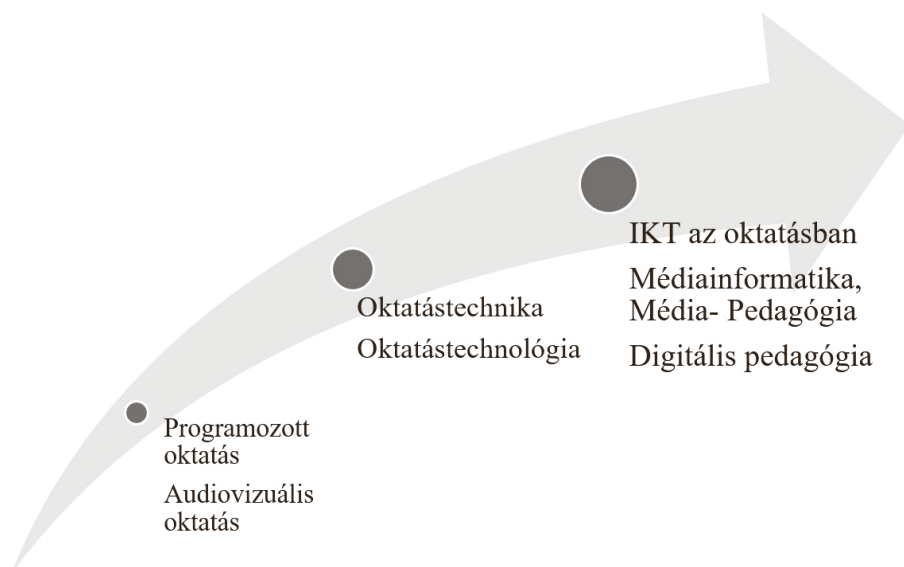 IKT az oktatásban
Médiainformatika,
Média- Pedagógia
Digitális pedagógia
Oktatástechnika
Oktatástechnológia
Programozott
oktatás
Audiovizuális
oktatás